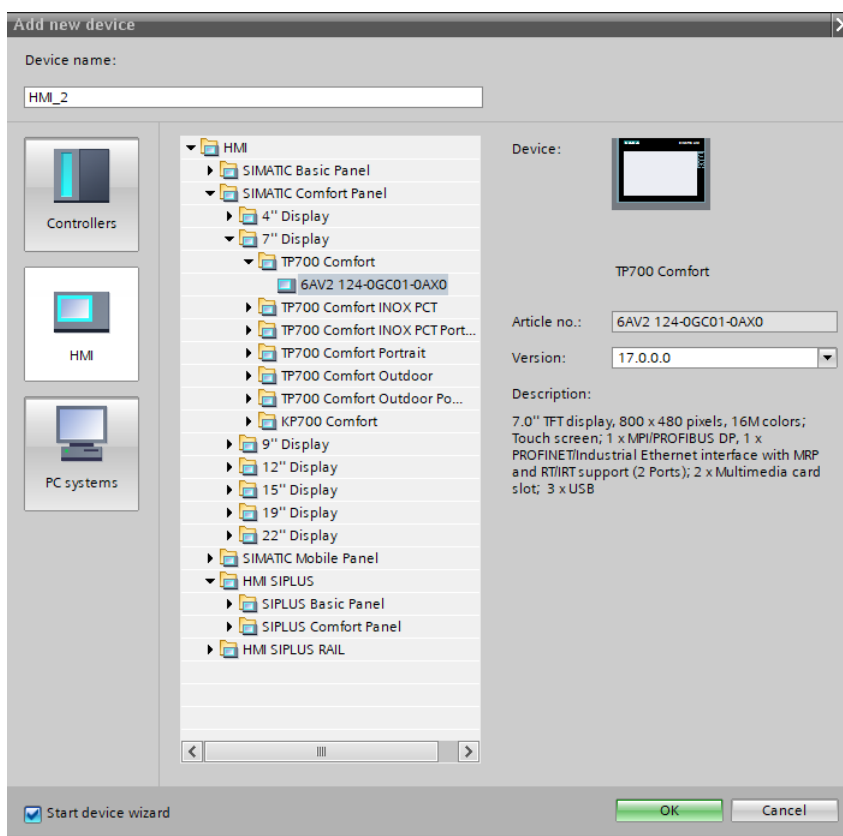 Add new device
Device name:
HMI_2
Controllers
HMI
PC systems
HMI
SIMATIC Basic Panel
SIMATIC Comfort Panel
4'' Display
7'' Display
TP700 Comfort
6AV2 124-0GC01-0AX0
TP700 Comfort INOX PCT
TP700 Comfort INOX PCT Port...
TP700 Comfort Portrait
TP700 Comfort Outdoor
TP700 Comfort Outdoor Po...
KP700 Comfort
9'' Display
12'' Display
15'' Display
19'' Display
22'' Display
SIMATIC Mobile Panel
HMI SIPLUS
SIPLUS Basic Panel
SIPLUS Comfort Panel
HMI SIPLUS RAIL
Device:
TP700 Comfort
Article no.: 6AV2 124-0GC01-0AX0
Version: 17.0.0.0
Description:
7.0'' TFT display, 800 x 480 pixels, 16M colors;
Touch screen; 1 x MPI/PROFIBUS DP, 1 x
PROFINET/Industrial Ethernet interface with MRP
and RT/IRT support (2 Ports); 2 x Multimedia card
slot; 3 x USB
Start device wizard
OK
Cancel